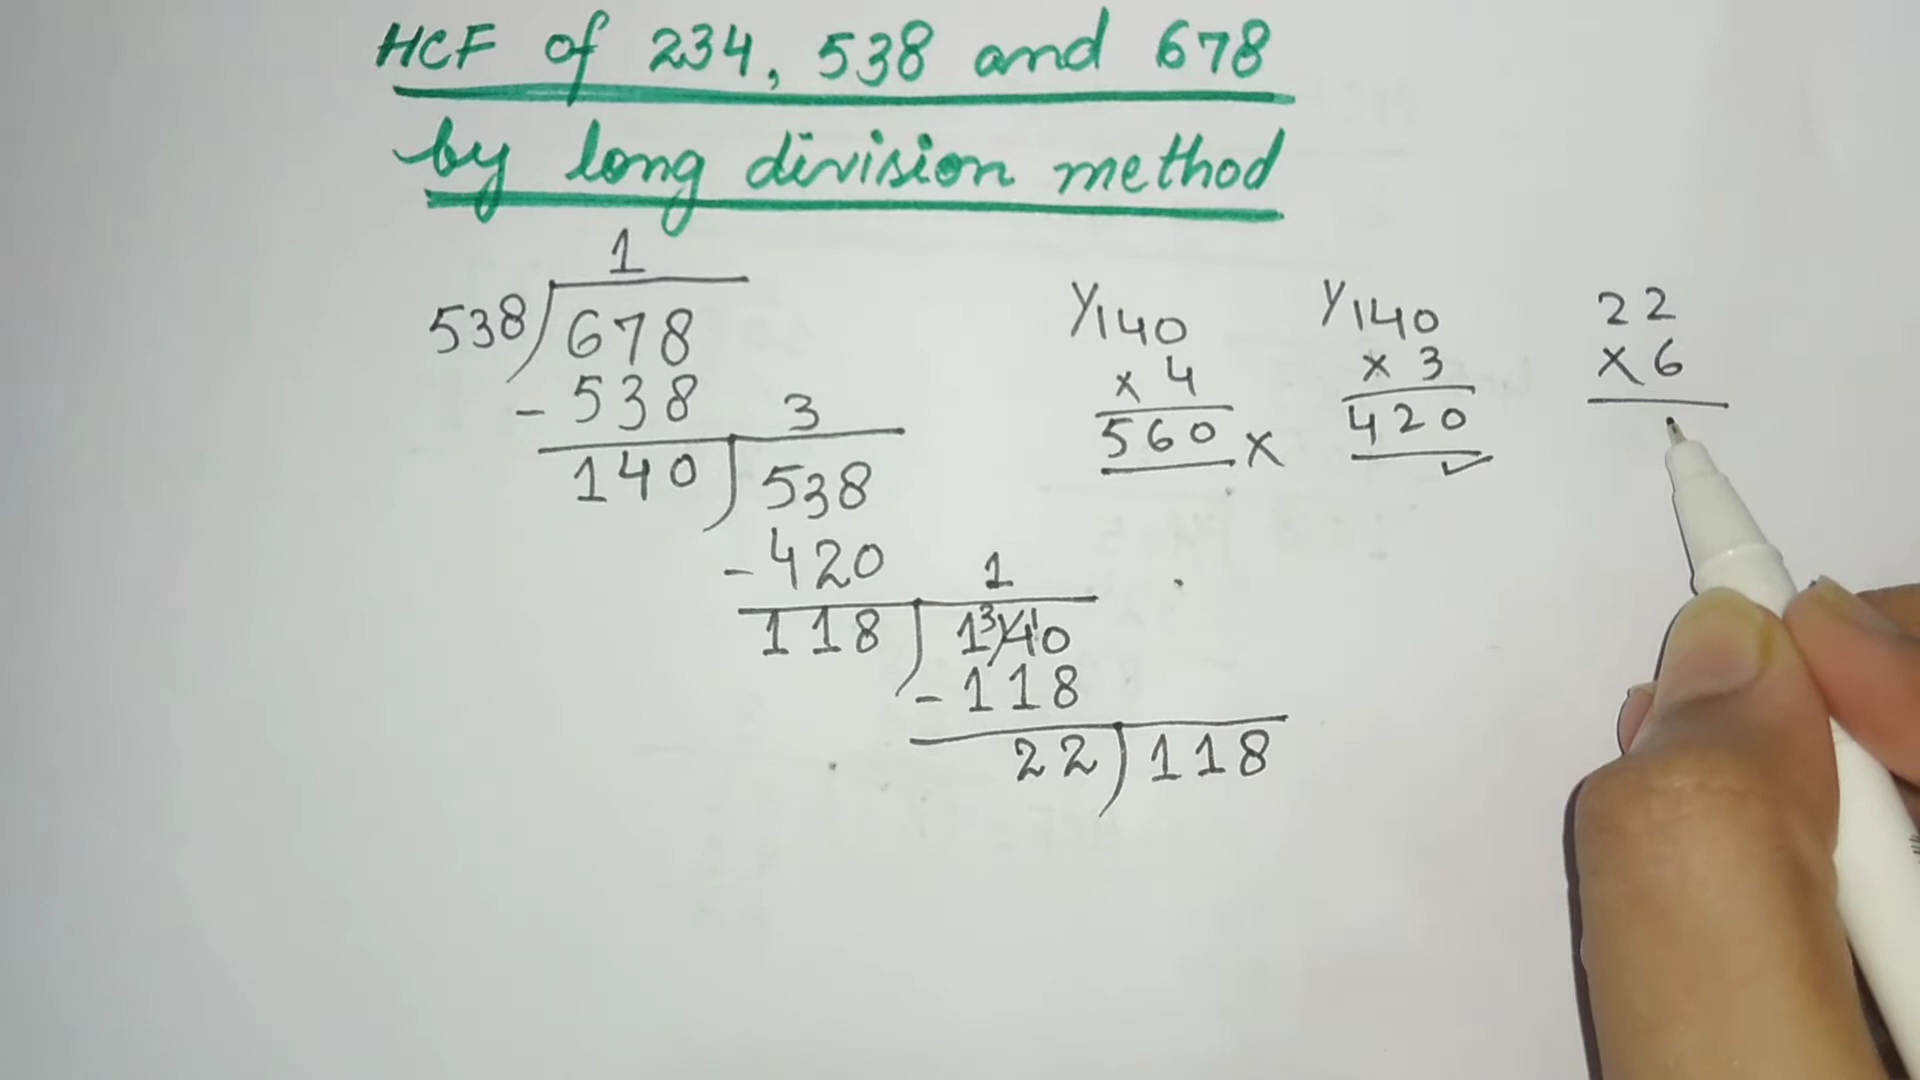 HCF of 234, 538 and 678
by long division method
1
538)678
- 538 3
140)538
- 420 1
118)1³4¹0
- 118
22)118
140
x 4
560 x
140
x 3
420 ✓
22
x 6